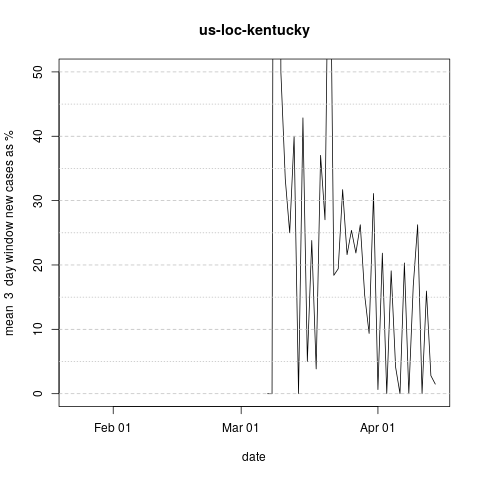 us-loc-kentucky
mean 3 day window new cases as %
50
40
30
20
10
0
Feb 01
Mar 01
Apr 01
date